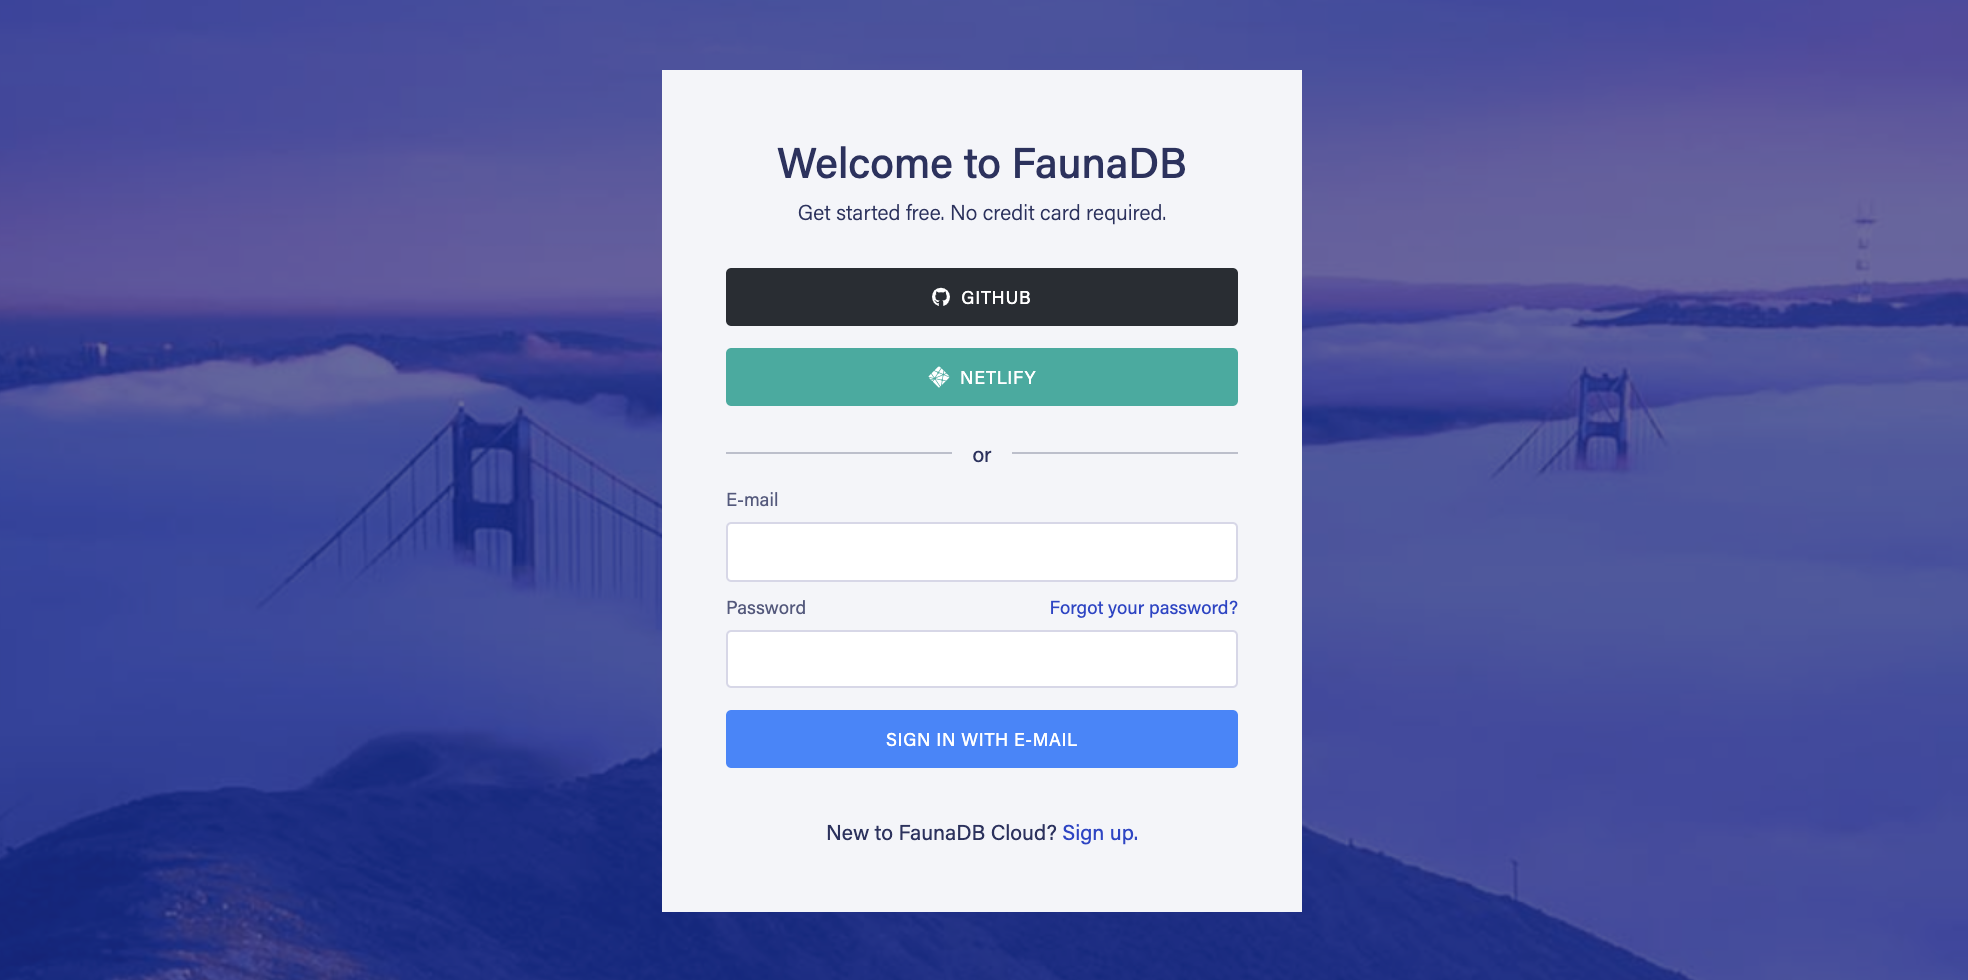 Welcome to FaunaDB
Get started free. No credit card required.
GITHUB
NETLIFY
or
E-mail
Password Forgot your password?
SIGN IN WITH E-MAIL
New to FaunaDB Cloud? Sign up.